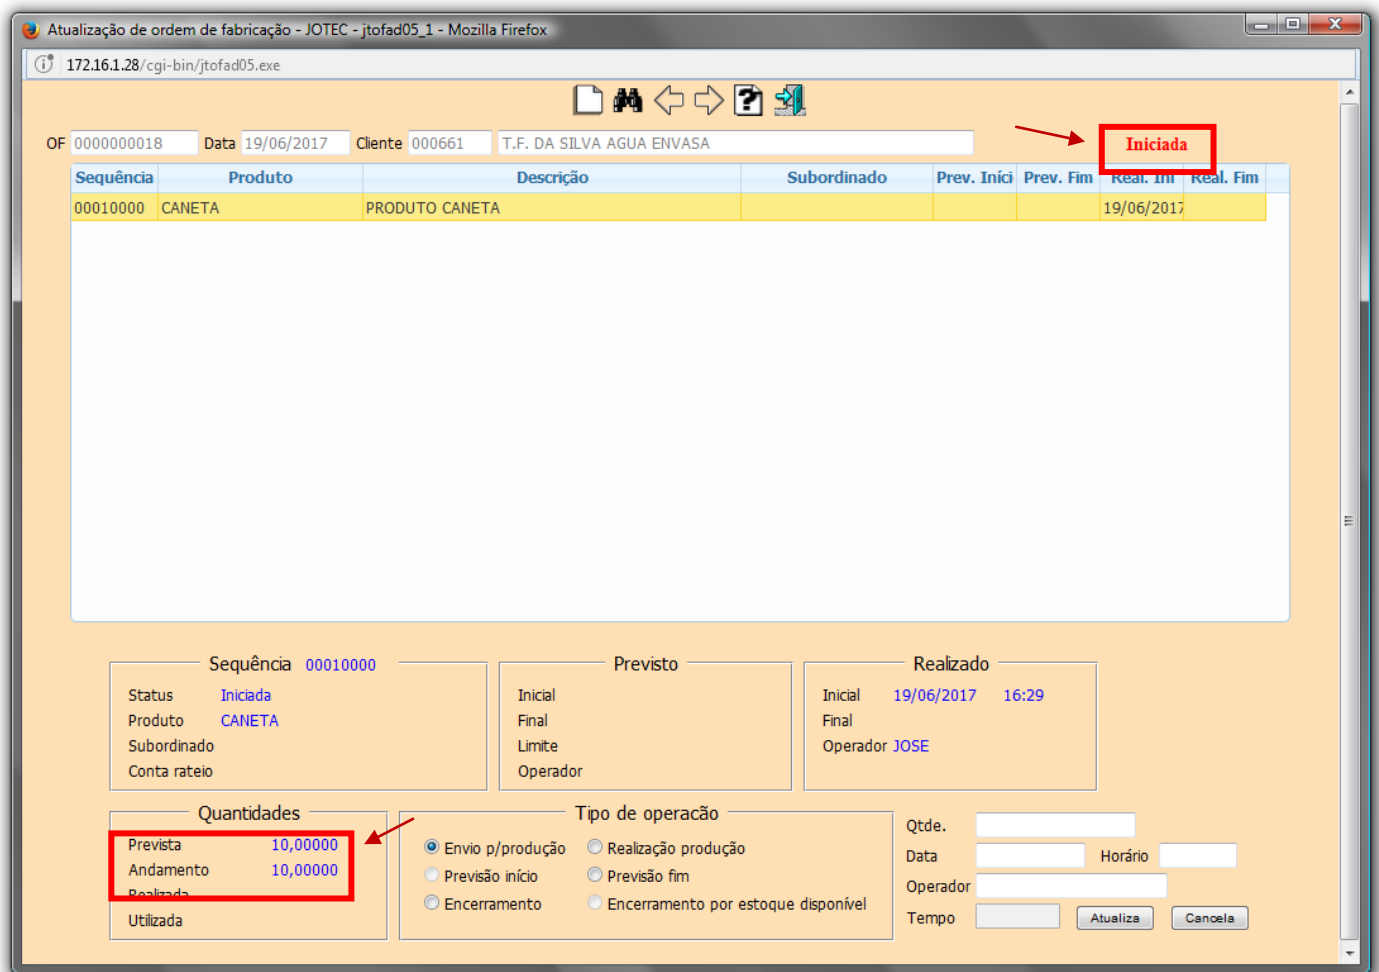 Atualização de ordem de fabricação - JOTEC - jtofad05_1 - Mozilla Firefox
172.16.1.28/cgi-bin/jtofad05.exe
OF 0000000018 Data 19/06/2017 Cliente 000661 T.F. DA SILVA AGUA ENVASA Iniciada
Sequência Produto Descrição Subordinado Prev. Iníci Prev. Fim Real. Ini Real. Fim
00010000 CANETA PRODUTO CANETA 19/06/2017
Sequência 00010000
Status Iniciada
Produto CANETA
Subordinado
Conta rateio
Previsto
Inicial
Final
Limite
Operador
Realizado
Inicial 19/06/2017 16:29
Final
Operador JOSE
Quantidades
Prevista 10,00000
Andamento 10,00000
Realizada
Utilizada
Tipo de operacão
Envio p/produção Realização produção
Previsão início Previsão fim
Encerramento Encerramento por estoque disponível
Qtde.
Data Horário
Operador
Tempo Atualiza Cancela